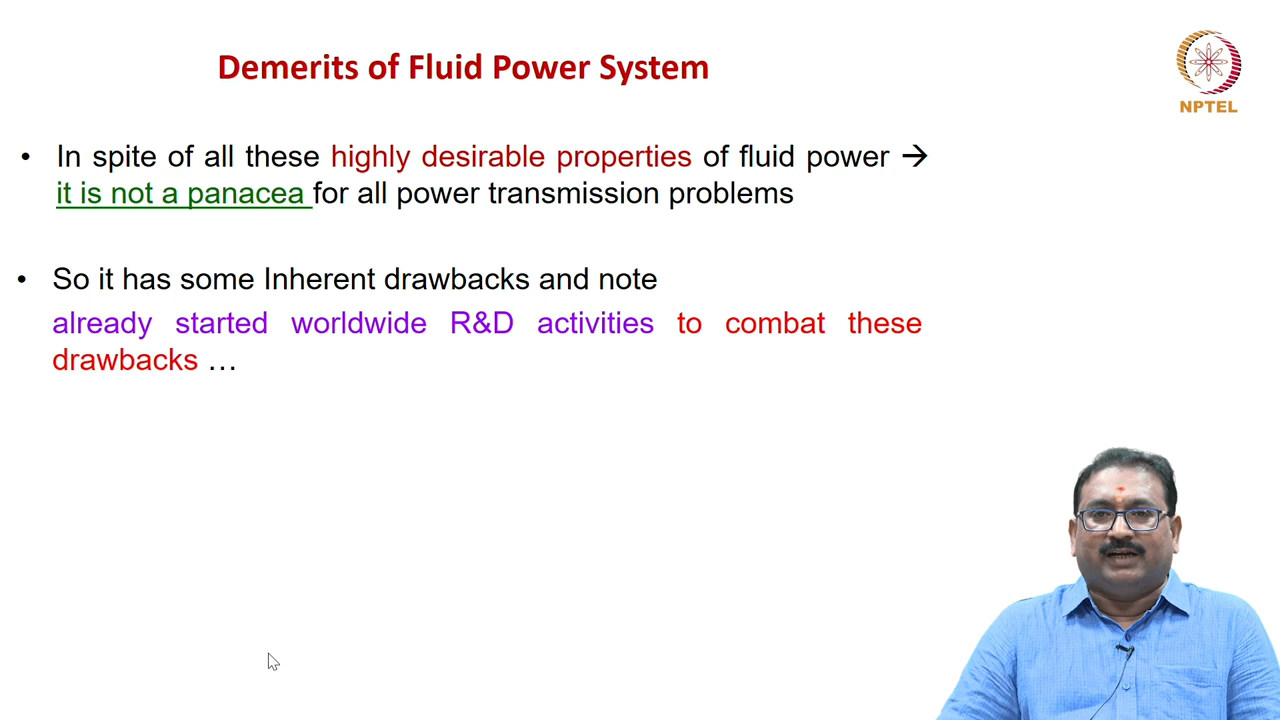 Demerits of Fluid Power System
NPTEL
• In spite of all these highly desirable properties of fluid power →
it is not a panacea for all power transmission problems
• So it has some Inherent drawbacks and note
already started worldwide R&D activities to combat these
drawbacks …